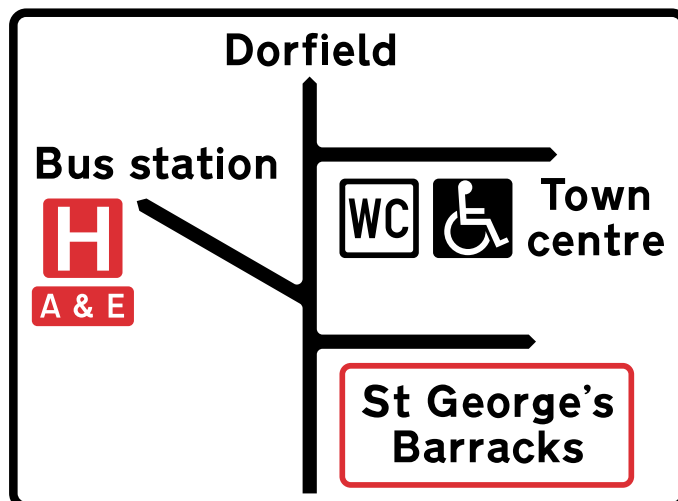 Dorfield
Bus station
H
A & E
WC
Town
centre
St George's
Barracks